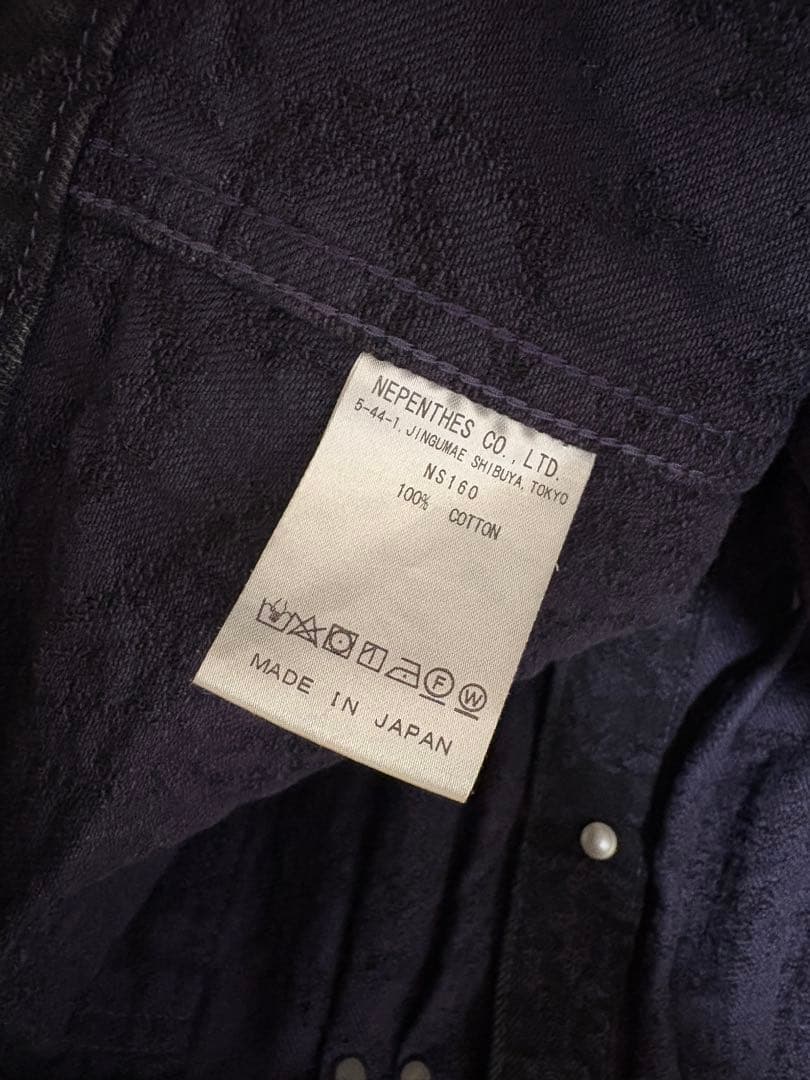 NEPENTHES CO., LTD.
5-44-1, JINGUMAE SHIBUYA, TOKYO
NS160
100% COTTON
F W
MADE IN JAPAN